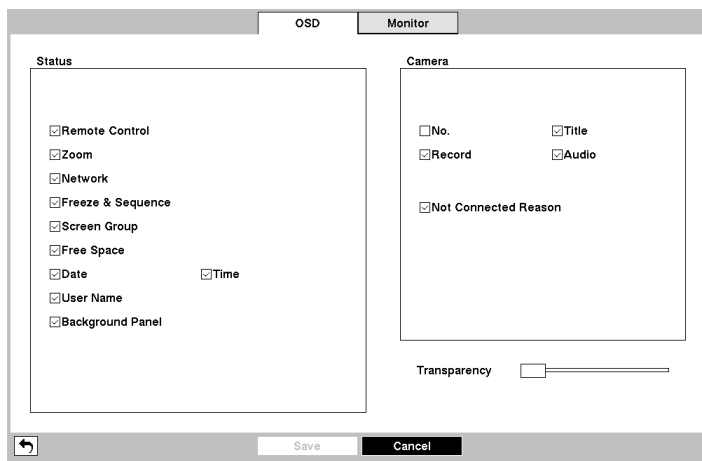 OSD Monitor
Status
Remote Control
Zoom
Network
Freeze & Sequence
Screen Group
Free Space
Date Time
User Name
Background Panel
Camera
No. Title
Record Audio
Not Connected Reason
Transparency
Save Cancel